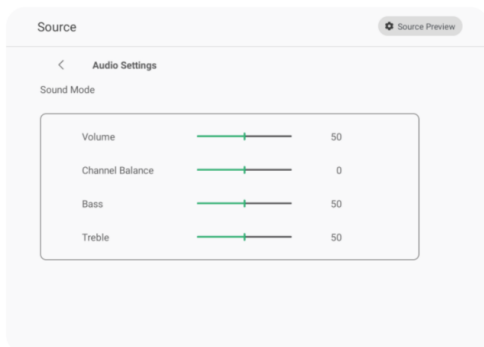 Source
Source Preview
Audio Settings
Sound Mode
Volume 50
Channel Balance 0
Bass 50
Treble 50